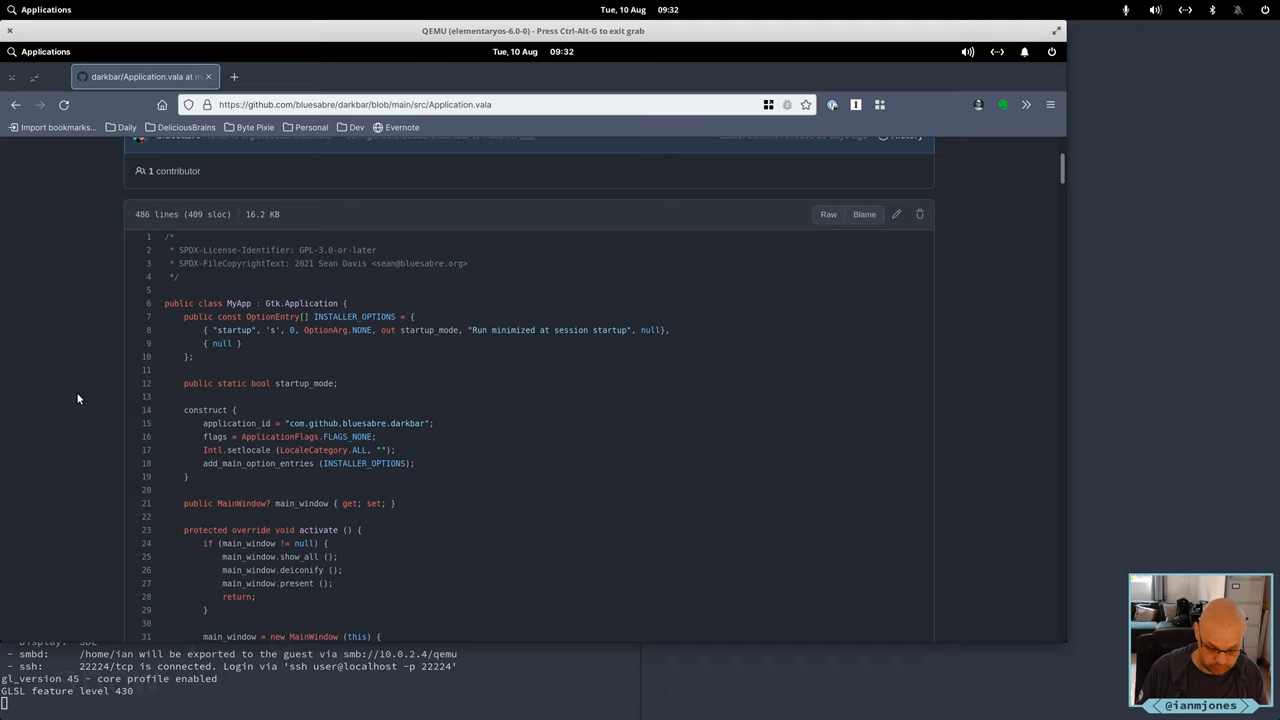 Applications
Tue, 10 Aug 09:32
QEMU (elementaryos-6.0-0) - Press Ctrl-Alt-G to exit grab
Applications
Tue, 10 Aug 09:32
darkbar/Application.vala at m
https://github.com/bluesabre/darkbar/blob/main/src/Application.vala
Import bookmarks... Daily DeliciousBrains Byte Pixie Personal Dev Evernote
1 contributor
486 lines (409 sloc) 16.2 KB Raw Blame
1 /*
2 * SPDX-License-Identifier: GPL-3.0-or-later
3 * SPDX-FileCopyrightText: 2021 Sean Davis <sean@bluesabre.org>
4 */
5
6 public class MyApp : Gtk.Application {
7 public const OptionEntry[] INSTALLER_OPTIONS = {
8 { "startup", 's', 0, OptionArg.NONE, out startup_mode, "Run minimized at session startup", null},
9 { null }
10 };
11
12 public static bool startup_mode;
13
14 construct {
15 application_id = "com.github.bluesabre.darkbar";
16 flags = ApplicationFlags.FLAGS_NONE;
17 Intl.setlocale (LocaleCategory.ALL, "");
18 add_main_option_entries (INSTALLER_OPTIONS);
19 }
20
21 public MainWindow? main_window { get; set; }
22
23 protected override void activate () {
24 if (main_window != null) {
25 main_window.show_all ();
26 main_window.deiconify ();
27 main_window.present ();
28 return;
29 }
30
31 main_window = new MainWindow (this) {
- smbd: /home/ian will be exported to the guest via smb://10.0.2.4/qemu
- ssh: 22224/tcp is connected. Login via 'ssh user@localhost -p 22224'
gl_version 45 - core profile enabled
GLSL feature level 430
@ianmjones